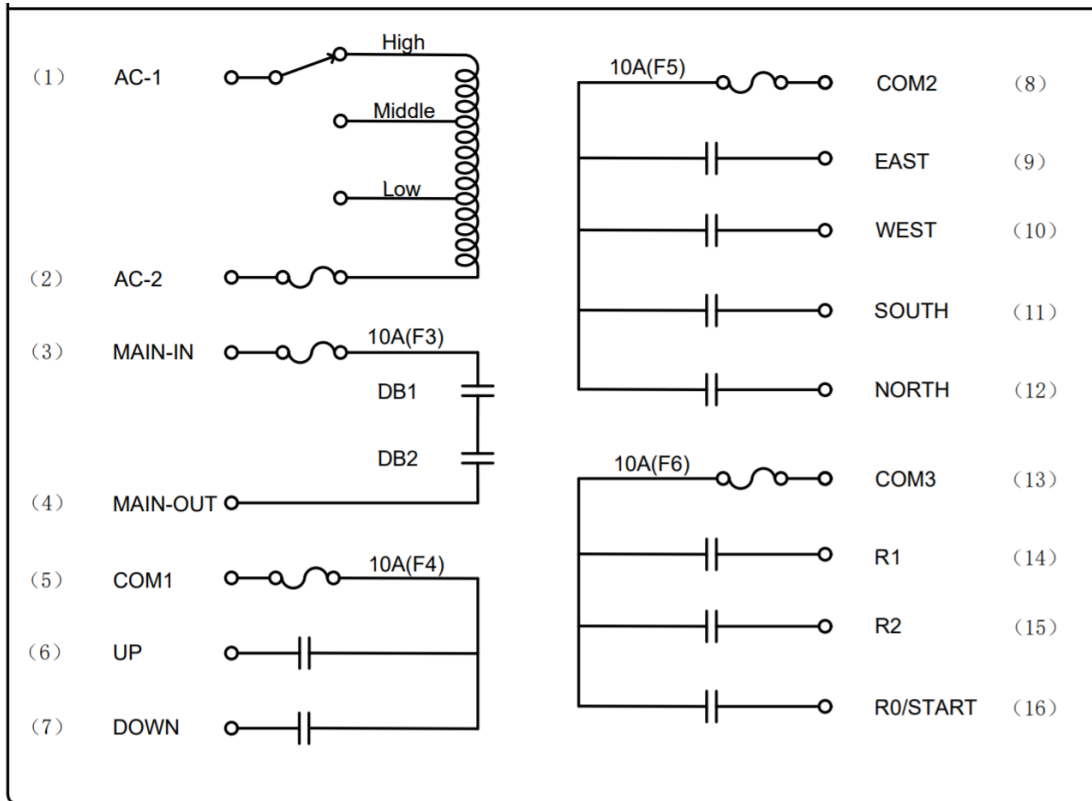 (1) AC-1 High
Middle
Low
(2) AC-2
(3) MAIN-IN 10A(F3)
DB1
DB2
(4) MAIN-OUT
(5) COM1 10A(F4)
(6) UP
(7) DOWN
10A(F5) COM2 (8)
EAST (9)
WEST (10)
SOUTH (11)
NORTH (12)
10A(F6) COM3 (13)
R1 (14)
R2 (15)
R0/START (16)